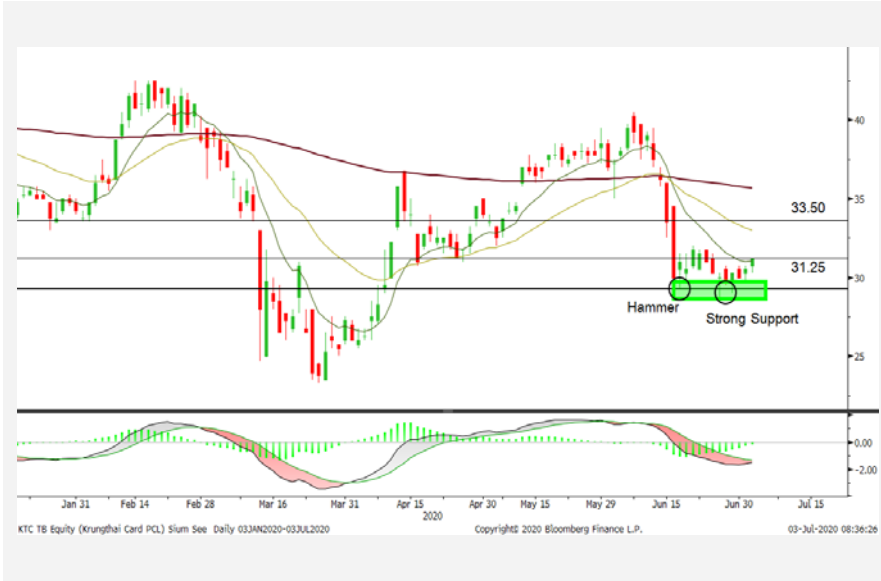 40
35
33.50
31.25
30
Hammer
Strong Support
25
0.00
-2.00
Jan 31 Feb 14 Feb 28 Mar 16 Mar 31 Apr 15 Apr 30 May 15 May 29 Jun 15 Jun 30 Jul 15
2020
KTC TB Equity (Krungthai Card PCL) Sium See Daily 03JAN2020-03JUL2020 Copyright© 2020 Bloomberg Finance L.P. 03-Jul-2020 08:36:26